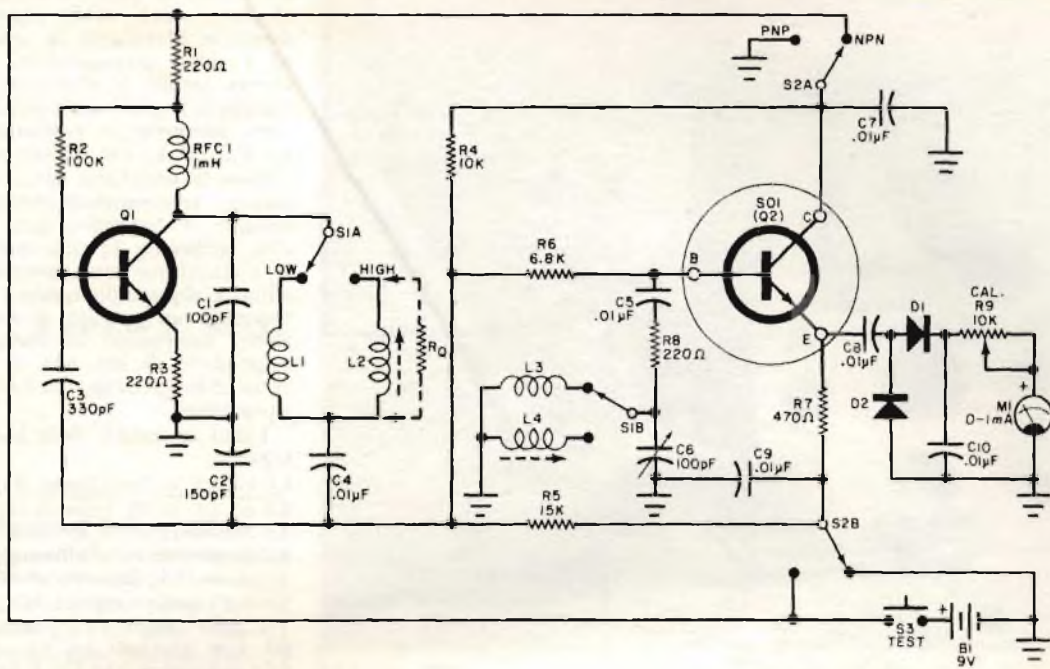 R1
220Ω
R2
100K
RFC1
1mH
Q1
C1
100pF
R3
220Ω
C3
330pF
C2
150pF
S1A
LOW
HIGH
L1
L2
RQ
C4
.01µF
PNP
NPN
S2A
C7
.01µF
R4
10K
SO1
(Q2)
C
B
E
R6
6.8K
C5
.01µF
R8
220Ω
L3
L4
S1B
C6
100pF
C9
.01µF
R5
15K
R7
470Ω
S2B
C8
.01µF
D1
D2
CAL.
R9
10K
+
M1
0-1mA
C10
.01µF
S3
TEST
+
B1
9V